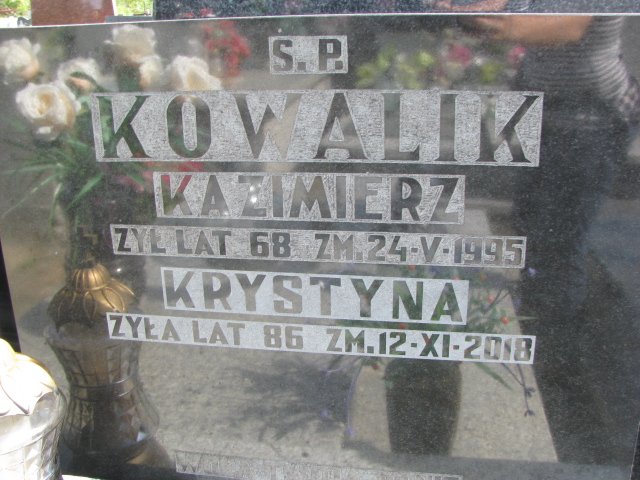 S.P.
KOWALIK
KAZIMIERZ
ŻYŁ LAT 68 ZM.24-V-1995
KRYSTYNA
ŻYŁA LAT 86 ZM.12-XI-2018